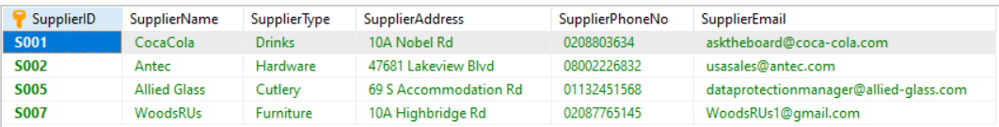 SupplierID SupplierName SupplierType SupplierAddress SupplierPhoneNo SupplierEmail
S001 CocaCola Drinks 10A Nobel Rd 0208803634 asktheboard@coca-cola.com
S002 Antec Hardware 47681 Lakeview Blvd 08002226832 usasales@antec.com
S005 Allied Glass Cutlery 69 S Accommodation Rd 01132451568 dataprotectionmanager@allied-glass.com
S007 WoodsRUs Furniture 10A Highbridge Rd 02087765145 WoodsRUs1@gmail.com